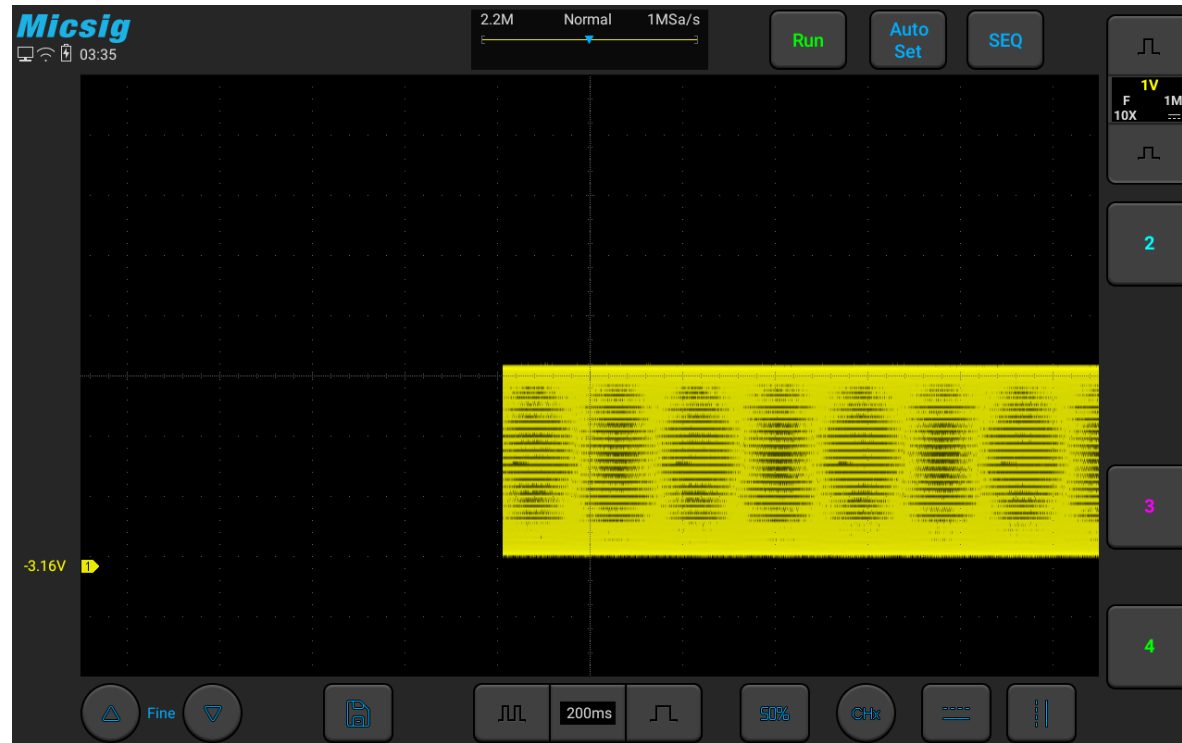 Micsig
03:35
2.2M Normal 1MSa/s
Run
Auto
Set
SEQ
1V
F 1M
10X
2
3
-3.16V 1
4
Fine
200ms
50%
CHx